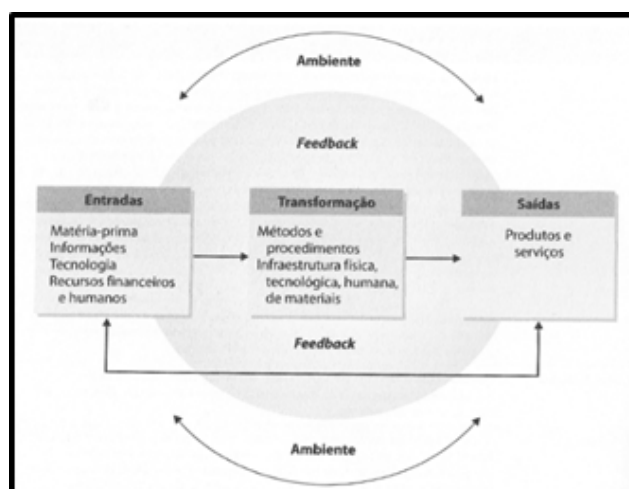 Ambiente
Feedback
Entradas
Matéria-prima
Informações
Tecnologia
Recursos financeiros
e humanos
Transformação
Métodos e
procedimentos
Infraestrutura física,
tecnológica, humana,
de materiais
Saídas
Produtos e
serviços
Feedback
Ambiente